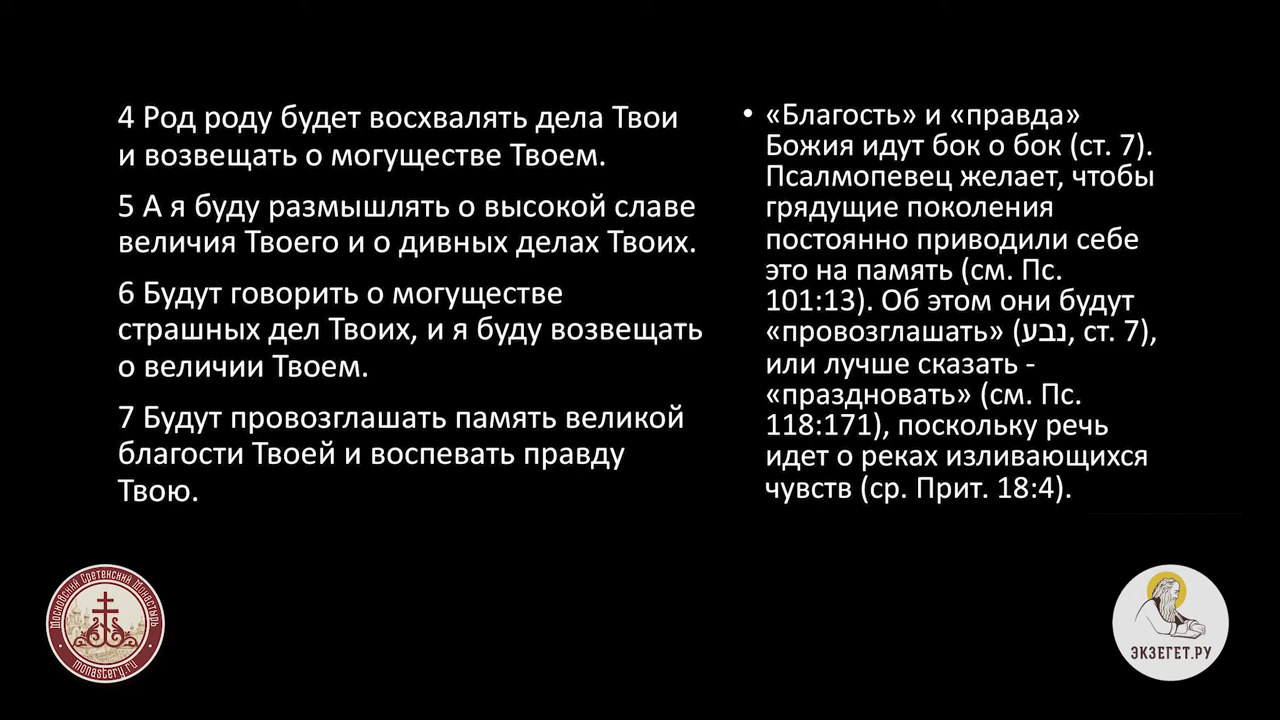 4 Род роду будет восхвалять дела Твои
и возвещать о могуществе Твоем.
5 А я буду размышлять о высокой славе
величия Твоего и о дивных делах Твоих.
6 Будут говорить о могуществе
страшных дел Твоих, и я буду возвещать
о величии Твоем.
7 Будут провозглашать память великой
благости Твоей и воспевать правду
Твою.
• «Благость» и «правда»
Божия идут бок о бок (ст. 7).
Псалмопевец желает, чтобы
грядущие поколения
постоянно приводили себе
это на память (см. Пс.
101:13). Об этом они будут
«провозглашать» (נבע, ст. 7),
или лучше сказать -
«праздновать» (см. Пс.
118:171), поскольку речь
идет о реках изливающихся
чувств (ср. Прит. 18:4).
Московский Сретенский Монастырь
monastery.ru
ЭКЗЕГЕТ.РУ